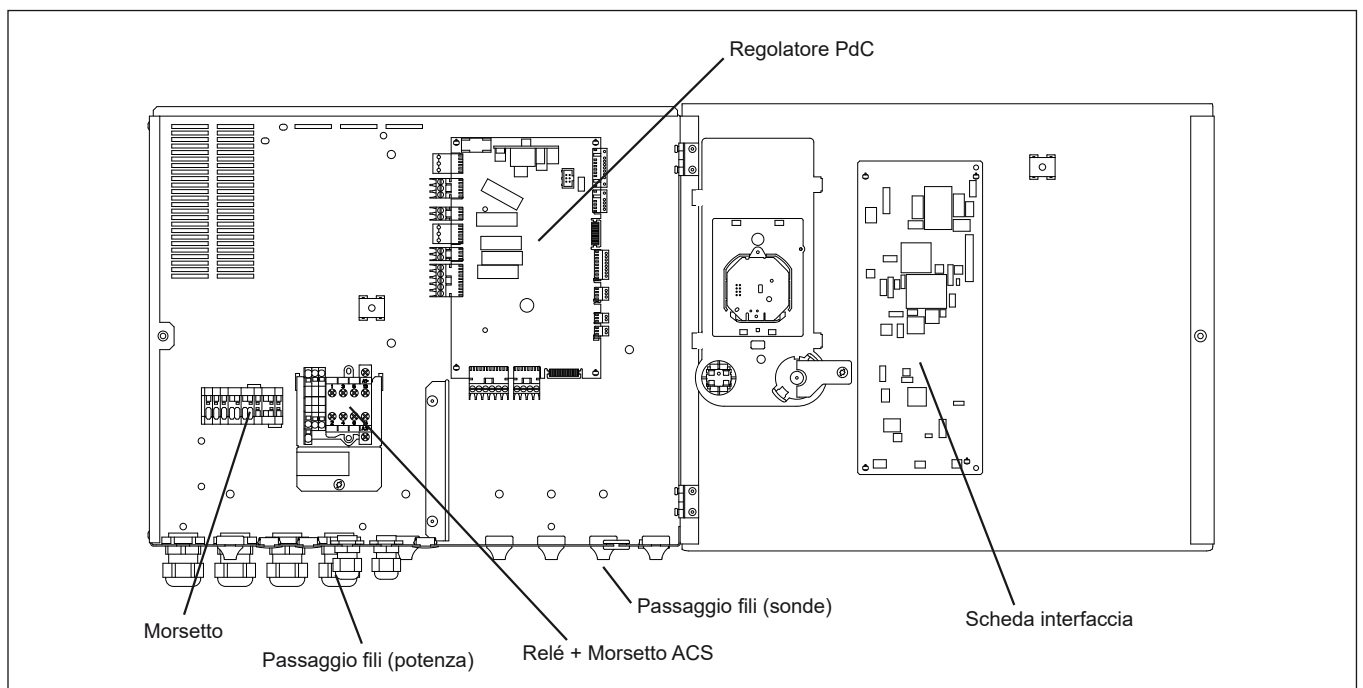 Regolatore PdC
Passaggio fili (sonde)
Scheda interfaccia
Morsetto
Relé + Morsetto ACS
Passaggio fili (potenza)